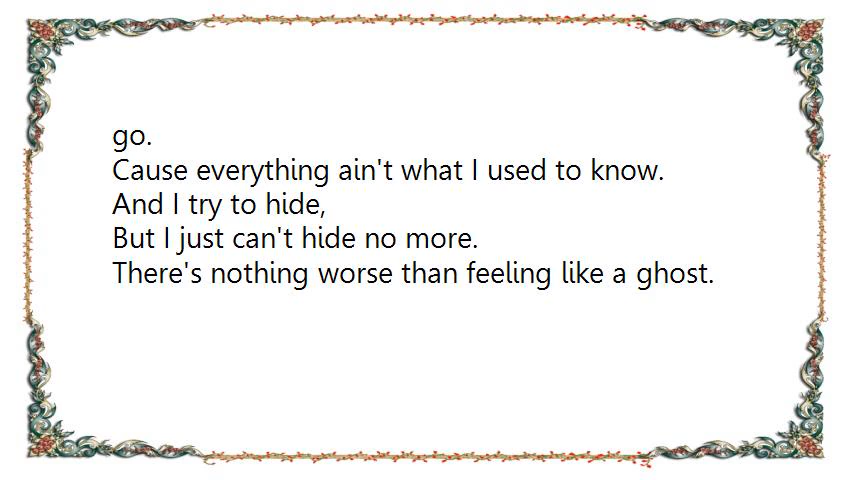 go.
Cause everything ain't what I used to know.
And I try to hide,
But I just can't hide no more.
There's nothing worse than feeling like a ghost.